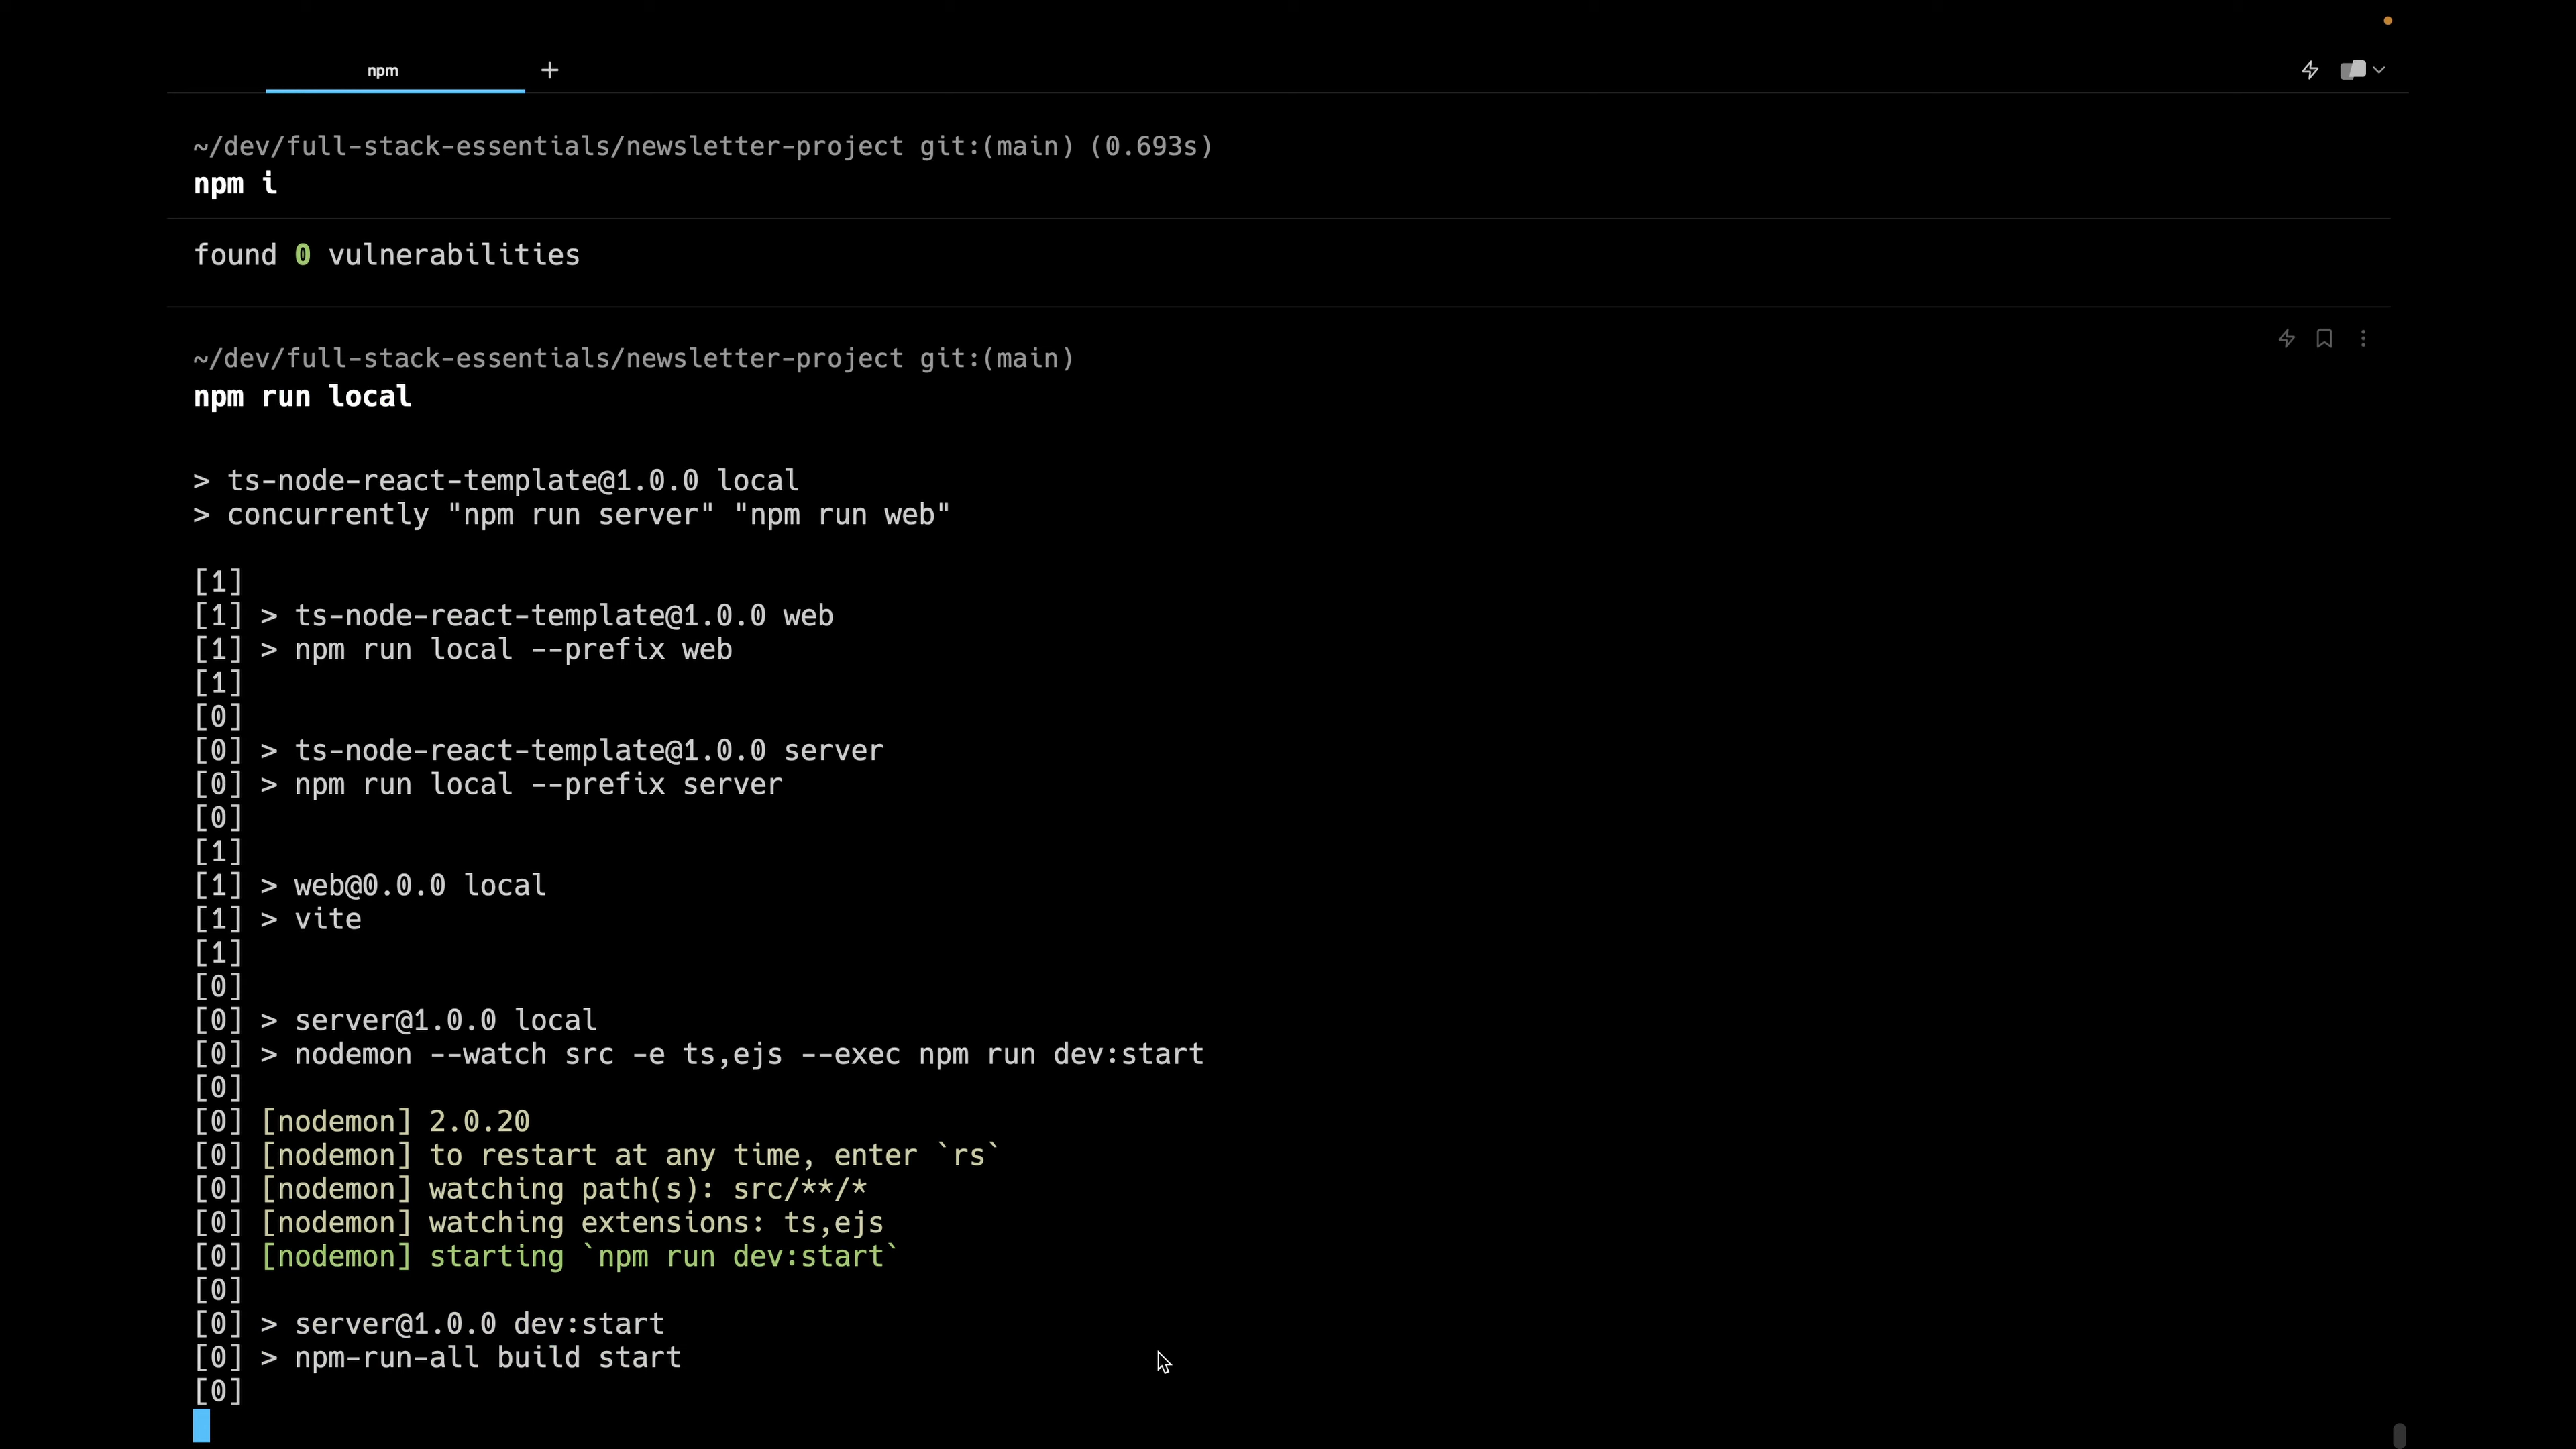 npm
~/dev/full-stack-essentials/newsletter-project git:(main) (0.693s)
npm i
found 0 vulnerabilities
~/dev/full-stack-essentials/newsletter-project git:(main)
npm run local
> ts-node-react-template@1.0.0 local
> concurrently "npm run server" "npm run web"
[1]
[1] > ts-node-react-template@1.0.0 web
[1] > npm run local --prefix web
[1]
[0]
[0] > ts-node-react-template@1.0.0 server
[0] > npm run local --prefix server
[0]
[1]
[1] > web@0.0.0 local
[1] > vite
[1]
[0]
[0] > server@1.0.0 local
[0] > nodemon --watch src -e ts,ejs --exec npm run dev:start
[0]
[0] [nodemon] 2.0.20
[0] [nodemon] to restart at any time, enter `rs`
[0] [nodemon] watching path(s): src/**/*
[0] [nodemon] watching extensions: ts,ejs
[0] [nodemon] starting `npm run dev:start`
[0]
[0] > server@1.0.0 dev:start
[0] > npm-run-all build start
[0]